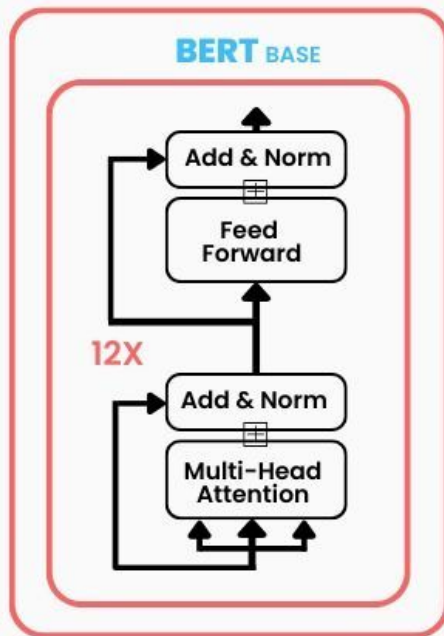 BERT BASE
Add & Norm
Feed
Forward
12X
Add & Norm
Multi-Head
Attention